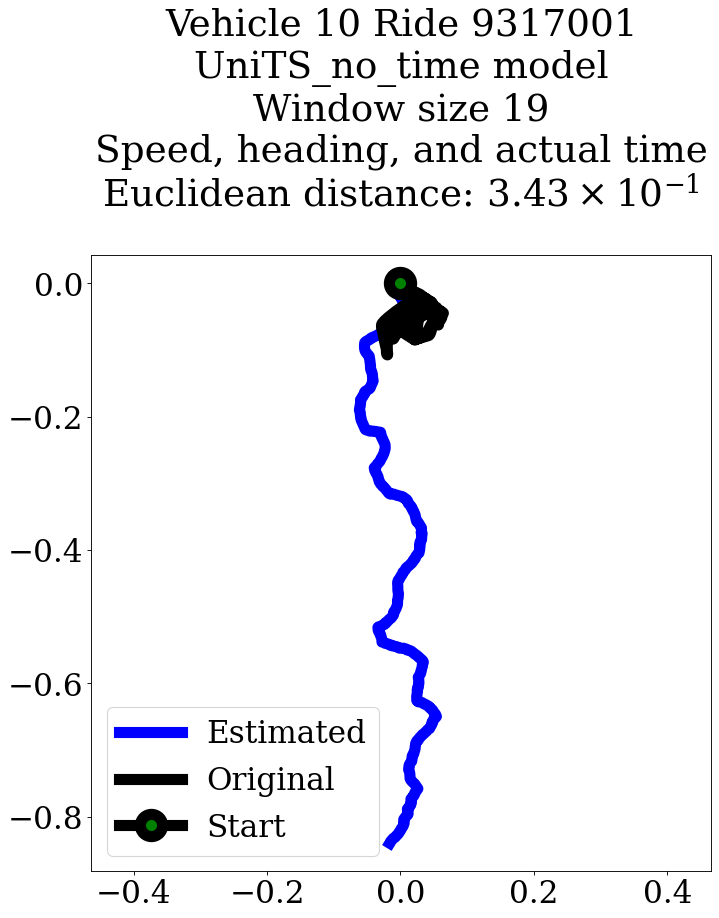 Vehicle 10 Ride 9317001
UniTS_no_time model
Window size 19
Speed, heading, and actual time
Euclidean distance: 3.43 × 10⁻¹
0.0
−0.2
−0.4
−0.6
−0.8
Estimated
Original
Start
−0.4 −0.2 0.0 0.2 0.4